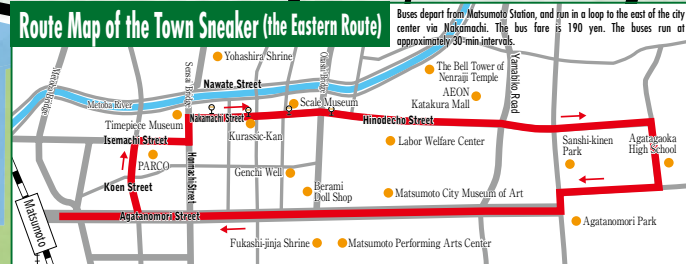 Route Map of the Town Sneaker (the Eastern Route)
Buses depart from Matsumoto Station, and run in a loop to the east of the city
center via Nakamachi. The bus fare is 190 yen. The buses run at
approximately 30-min intervals.
Yohashira Shrine
The Bell Tower of
Nenraiji Temple
AEON
Katakura Mall
Yamabiko Road
Sensai Bridge
Nawate Street
Metoba River
Scale Museum
Nakamachi Street
Timepiece Museum
Hinodecho Street
Kurassic-Kan
Isemachi Street
Labor Welfare Center
Sanshi-kinen
Park
Agatagaoka
High School
PARCO
Honmachi Street
Genchi Well
Koen Street
Berami
Doll Shop
Matsumoto City Museum of Art
Matsumoto
Agatanomori Street
Agatanomori Park
Fukashi-jinja Shrine
Matsumoto Performing Arts Center